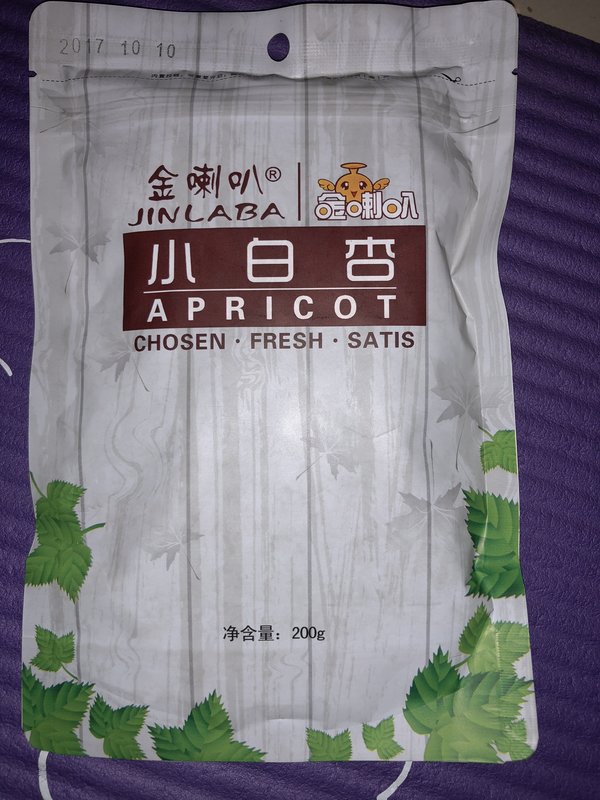 2017 10 10
金喇叭® 金喇叭
JINLABA
小白杏
APRICOT
CHOSEN · FRESH · SATIS
净含量：200g